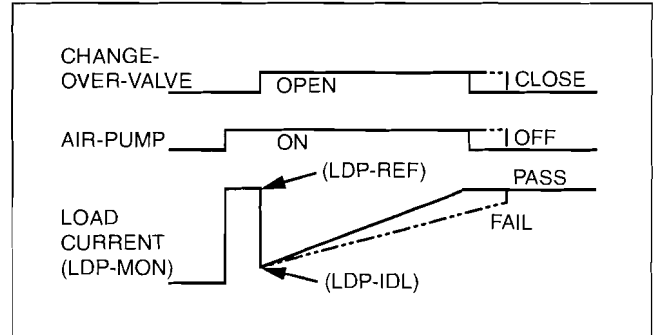 CHANGE-
OVER-VALVE
OPEN
CLOSE
AIR-PUMP
ON
OFF
(LDP-REF)
PASS
LOAD
CURRENT
(LDP-MON)
FAIL
(LDP-IDL)